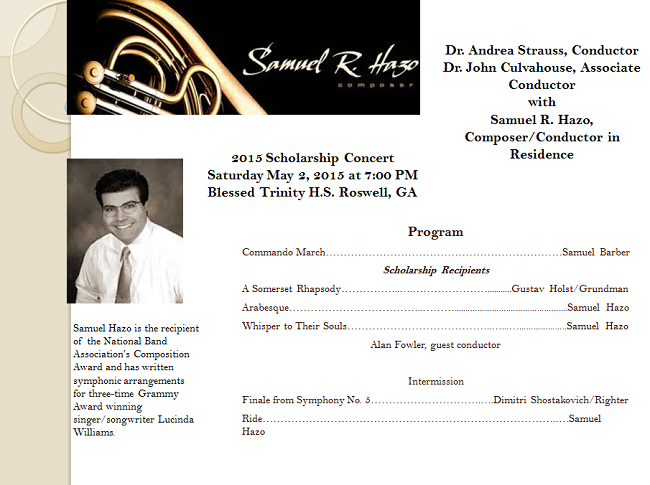 Samuel R. Hazo
composer
Dr. Andrea Strauss, Conductor
Dr. John Culvahouse, Associate
Conductor
with
Samuel R. Hazo,
Composer/Conductor in
Residence
2015 Scholarship Concert
Saturday May 2, 2015 at 7:00 PM
Blessed Trinity H.S. Roswell, GA
Program
Commando March……………………………………………………….…Samuel Barber
Scholarship Recipients
A Somerset Rhapsody…………………..…............Gustav Holst/Grundman
Arabesque………………………………..……….............................................Samuel Hazo
Whisper to Their Souls……………………………...…..........................Samuel Hazo
Alan Fowler, guest conductor
Intermission
Finale from Symphony No. 5………………………..….Dimitri Shostakovich/Righter
Ride……………………………………………………………………….….Samuel
Hazo
Samuel Hazo is the recipient
of the National Band
Association's Composition
Award and has written
symphonic arrangements
for three-time Grammy
Award winning
singer/songwriter Lucinda
Williams.